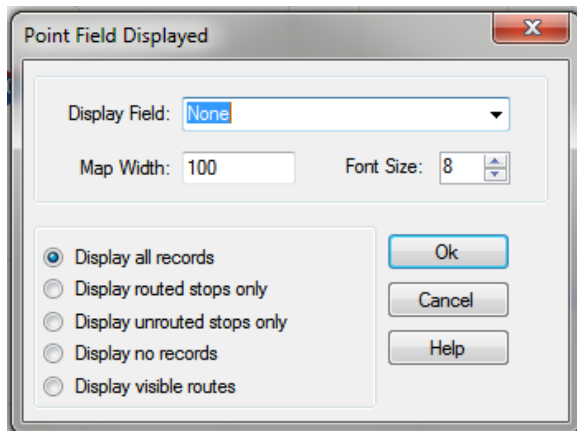 Point Field Displayed
Display Field: None
Map Width: 100 Font Size: 8
Display all records
Display routed stops only
Display unrouted stops only
Display no records
Display visible routes
Ok
Cancel
Help